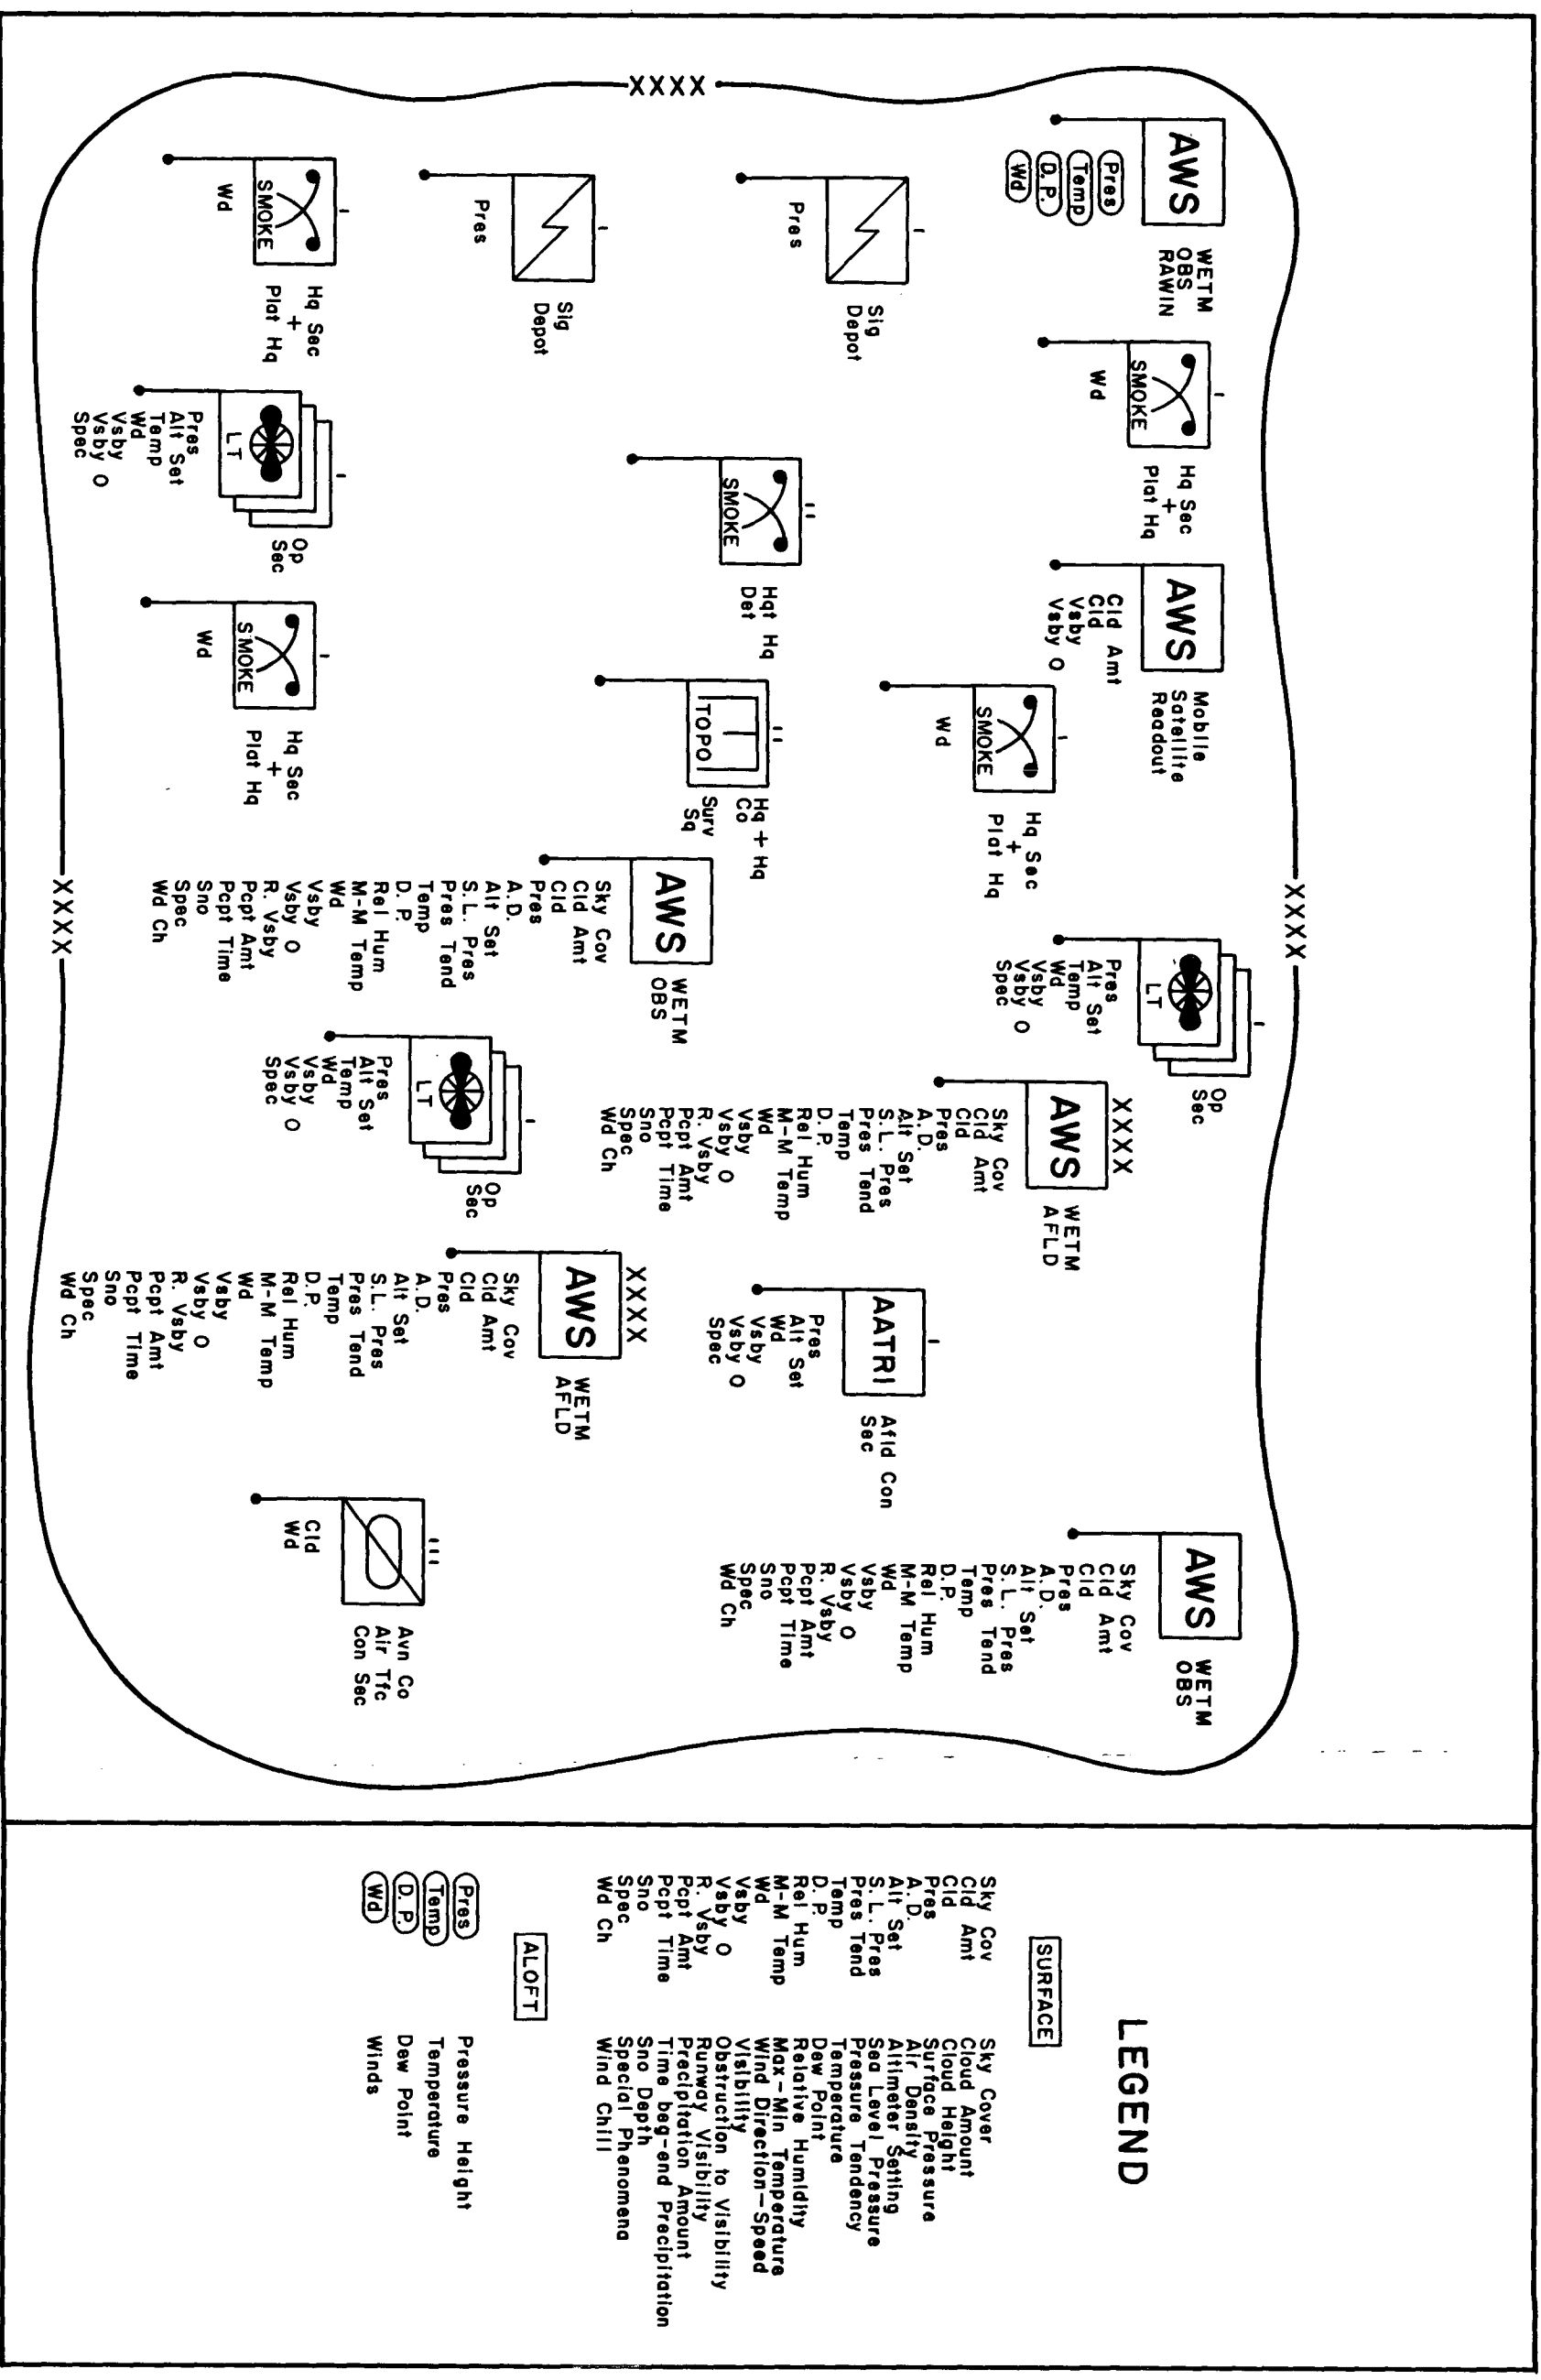 XXXX
AWS
WETM
OBS
RAWIN
Pres
Temp
D. P.
Wd
SMOKE
Hq Sec
+
Plat Hq
Wd
AWS
Mobile
Satellite
Readout
Cld Amt
Cld
Vsby
Vsby O
SMOKE
Hq Sec
+
Plat Hq
Wd
XXXX
LT
Op
Sec
Pres
Alt Set
Temp
Wd
Vsby
Vsby O
Spec
XXXX
AWS
WETM
AFLD
Sky Cov
Cld Amt
Cld
Pres
A. D.
Alt Set
S. L. Pres
Pres Tend
Temp
D. P.
Rel Hum
M-M Temp
Wd
Vsby
Vsby O
R. Vsby
Pcpt Amt
Pcpt Time
Sno
Spec
Wd Ch
AATRI
Afld Con
Sec
Pres
Alt Set
Wd
Vsby
Vsby O
Spec
AWS
WETM
OBS
Sky Cov
Cld Amt
Cld
Pres
A. D.
Alt Set
S. L. Pres
Pres Tend
Temp
D. P.
Rel Hum
M-M Temp
Wd
Vsby
Vsby O
R. Vsby
Pcpt Amt
Pcpt Time
Sno
Spec
Wd Ch
Sig
Depot
Pres
SMOKE
Hqt Hq
Det
TOPO
Hq + Hq
Co
Surv
Sq
AWS
WETM
OBS
Sky Cov
Cld Amt
Cld
Pres
A. D.
Alt Set
S. L. Pres
Pres Tend
Temp
D. P.
Rel Hum
M-M Temp
Wd
Vsby
Vsby O
R. Vsby
Pcpt Amt
Pcpt Time
Sno
Spec
Wd Ch
XXXX
AWS
WETM
AFLD
Sky Cov
Cld Amt
Cld
Pres
A. D.
Alt Set
S. L. Pres
Pres Tend
Temp
D. P.
Rel Hum
M-M Temp
Wd
Vsby
Vsby O
R. Vsby
Pcpt Amt
Pcpt Time
Sno
Spec
Wd Ch
Sig
Depot
Pres
LT
Op
Sec
Pres
Alt Set
Temp
Wd
Vsby
Vsby O
Spec
Avn Co
Air Tfc
Con Sec
Cld
Wd
SMOKE
Hq Sec
+
Plat Hq
Wd
LT
Op
Sec
Pres
Alt Set
Temp
Wd
Vsby
Vsby O
Spec
SMOKE
Hq Sec
+
Plat Hq
Wd
XXXX
LEGEND
SURFACE
Sky Cov Sky Cover
Cld Amt Cloud Amount
Cld Cloud Height
Pres Surface Pressure
A. D. Air Density
Alt Set Altimeter Setting
S. L. Pres Sea Level Pressure
Pres Tend Pressure Tendency
Temp Temperature
D. P. Dew Point
Rel Hum Relative Humidity
M-M Temp Max-Min Temperature
Wd Wind Direction-Speed
Vsby Visibility
Vsby O Obstruction to Visibility
R. Vsby Runway Visibility
Pcpt Amt Precipitation Amount
Pcpt Time Time beg-end Precipitation
Sno Sno Depth
Spec Special Phenomena
Wd Ch Wind Chill
ALOFT
Pres Pressure Height
Temp Temperature
D. P. Dew Point
Wd Winds